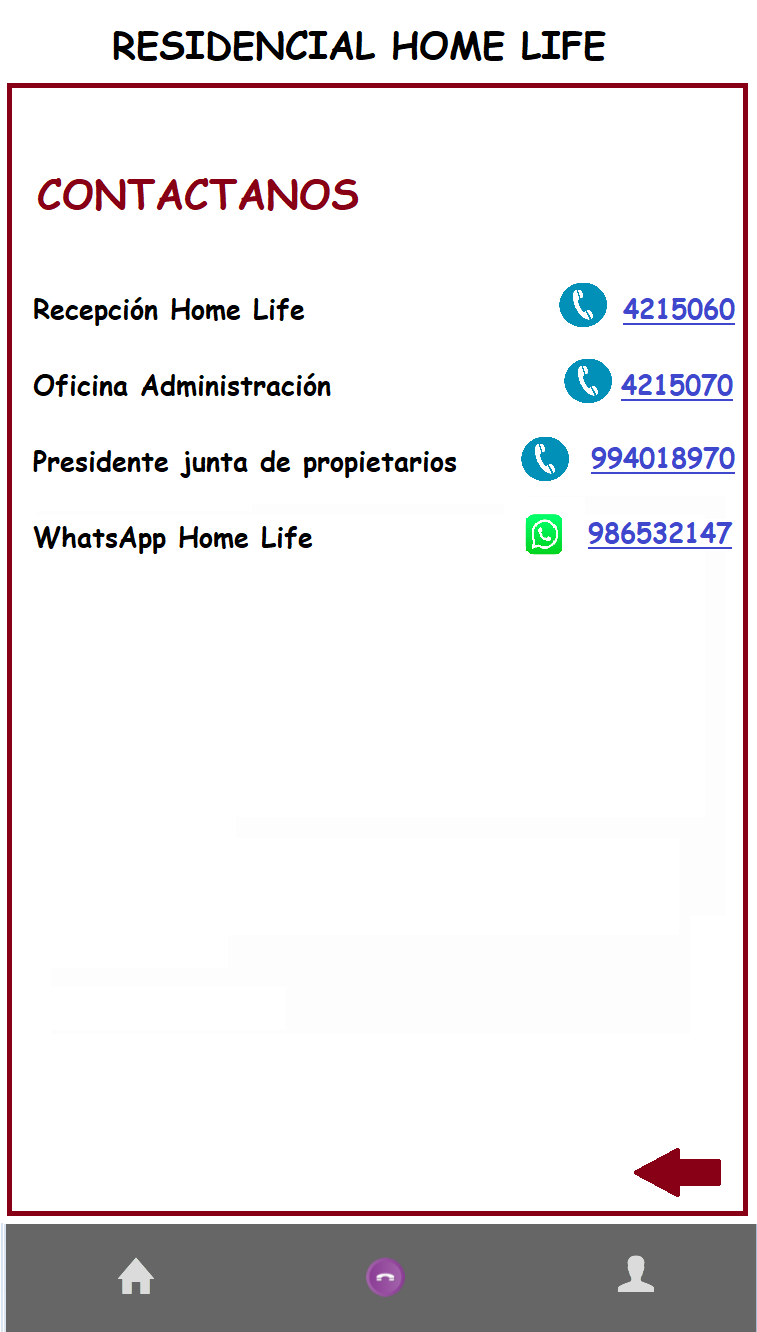 RESIDENCIAL HOME LIFE
CONTACTANOS
Recepción Home Life 4215060
Oficina Administración 4215070
Presidente junta de propietarios 994018970
WhatsApp Home Life 986532147